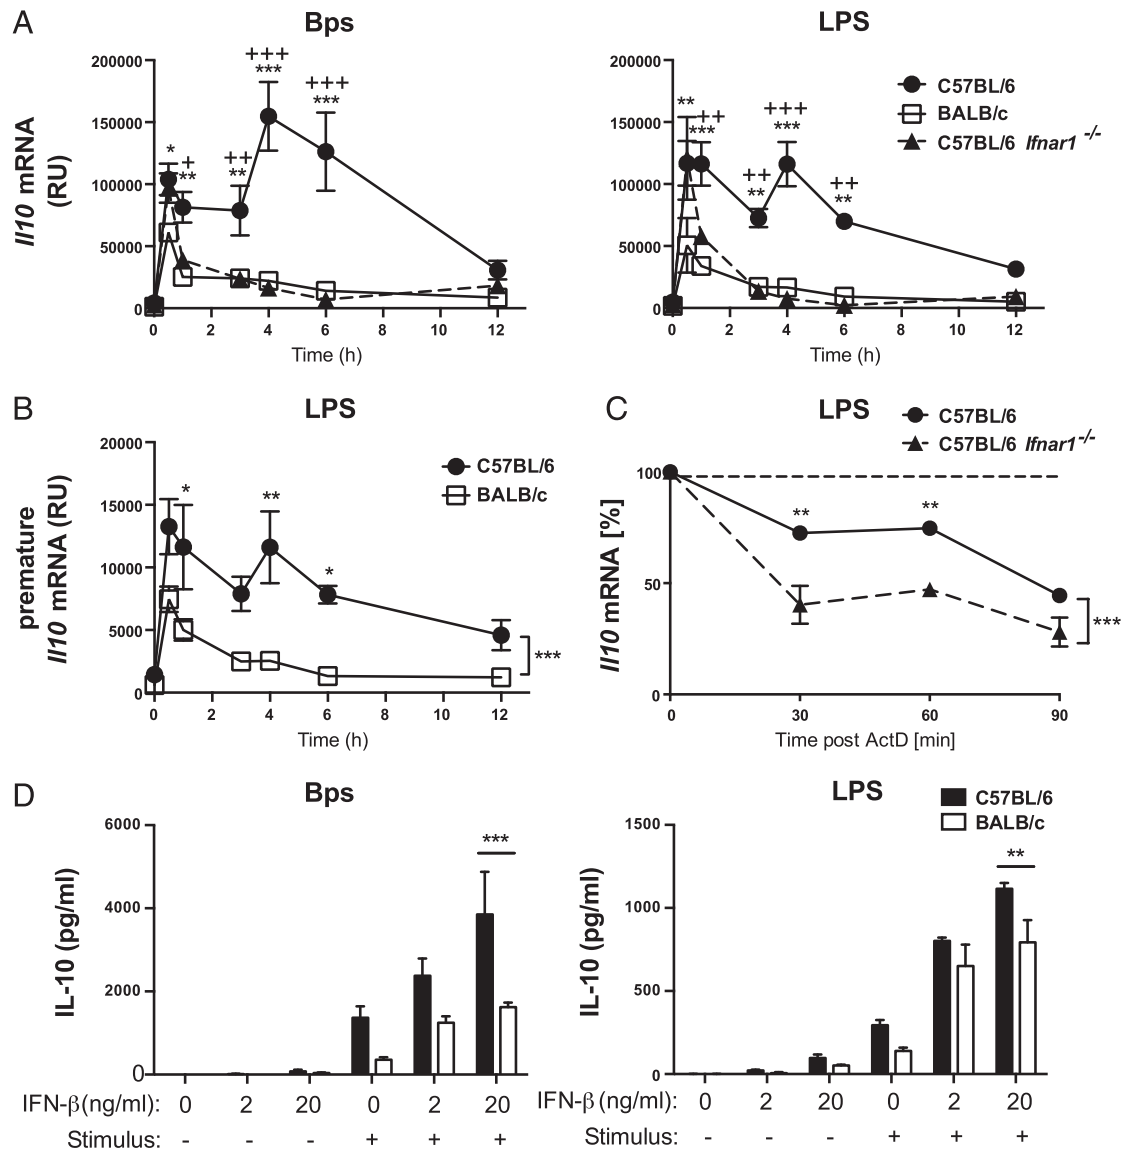 A
Bps
LPS
Il10 mRNA
(RU)
200000
150000
100000
50000
0
+++
***
+++
***
*
+
**
++
**
0 2 4 6 8 10 12
Time (h)
200000
150000
100000
50000
0
**
++
***
+++
***
++
**
++
**
C57BL/6
BALB/c
C57BL/6 Ifnar1 -/-
0 2 4 6 8 10 12
Time (h)
B
LPS
premature
Il10 mRNA (RU)
20000
15000
10000
5000
0
*
**
*
***
C57BL/6
BALB/c
0 2 4 6 8 10 12
Time (h)
C
LPS
C57BL/6
C57BL/6 Ifnar1 -/-
Il10 mRNA [%]
100
50
0
**
**
***
0 30 60 90
Time post ActD [min]
D
Bps
IL-10 (pg/ml)
6000
4000
2000
0
***
IFN-β(ng/ml): 0 2 20 0 2 20
Stimulus: - - - + + +
LPS
C57BL/6
BALB/c
IL-10 (pg/ml)
1500
1000
500
0
**
IFN-β(ng/ml): 0 2 20 0 2 20
Stimulus: - - - + + +